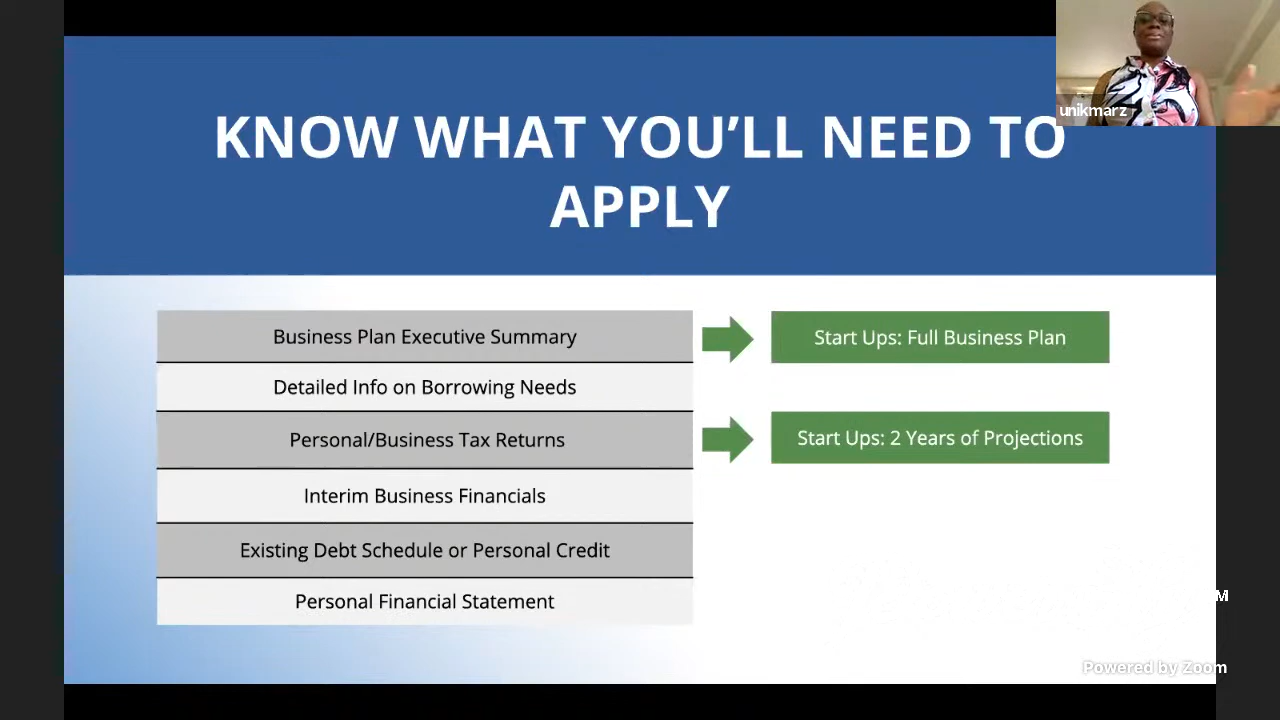 unikmarz
KNOW WHAT YOU'LL NEED TO
APPLY
Business Plan Executive Summary
Start Ups: Full Business Plan
Detailed Info on Borrowing Needs
Personal/Business Tax Returns
Start Ups: 2 Years of Projections
Interim Business Financials
Existing Debt Schedule or Personal Credit
Personal Financial Statement
M
Powered by Zoom